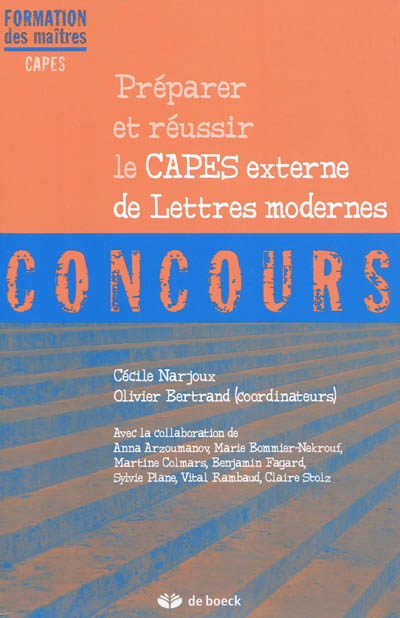 FORMATION
des maîtres
CAPES
Préparer
et réussir
le CAPES externe
de Lettres modernes
CONCOURS
Cécile Narjoux
Olivier Bertrand (coordinateurs)
Avec la collaboration de
Anna Arzoumanov, Marie Bommier-Nekrouf,
Martine Colmars, Benjamin Fagard,
Sylvie Plane, Vital Rambaud, Claire Stolz
de boeck